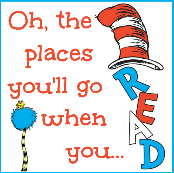 Oh, the
places
you'll go
when
you...
READ